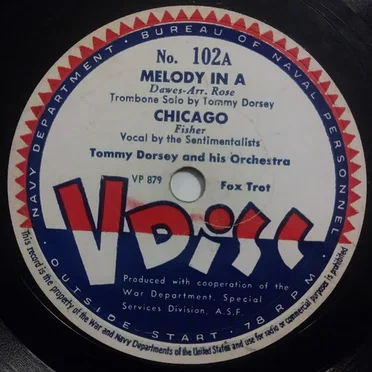 NAVY DEPARTMENT · BUREAU OF NAVAL PERSONNEL
No. 102A
MELODY IN A
Dawes-Arr. Rose
Trombone Solo by Tommy Dorsey
CHICAGO
Fisher
Vocal by the Sentimentalists
Tommy Dorsey and his Orchestra
VP 879
Fox Trot
V Disc
Produced with cooperation of the
War Department, Special
Services Division, A.S.F.
· OUTSIDE START · 78 RPM ·
This record is the property of the War and Navy Departments of the United States and use for radio or commercial purposes is prohibited